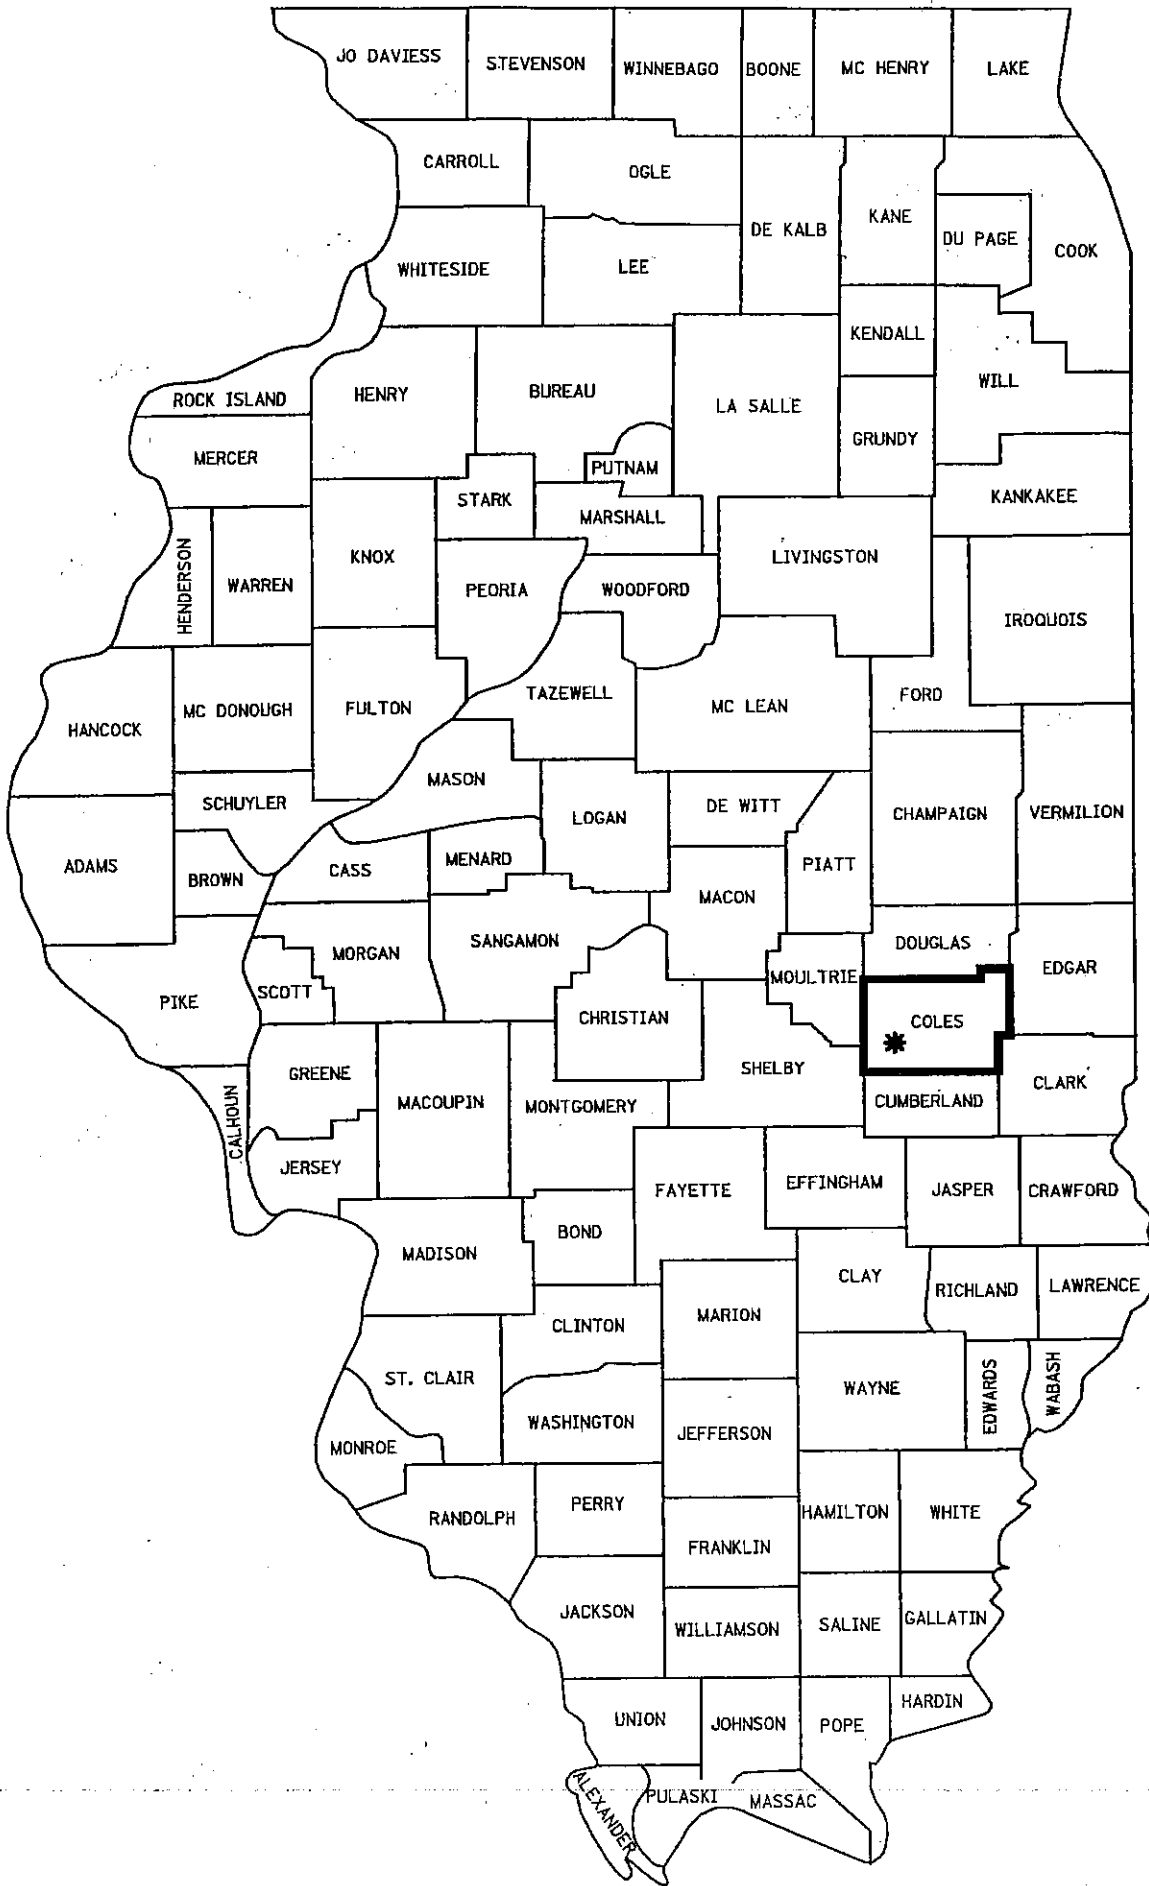 JO DAVIESS
STEVENSON
WINNEBAGO
BOONE
MC HENRY
LAKE
CARROLL
OGLE
DE KALB
KANE
DU PAGE
COOK
WHITESIDE
LEE
KENDALL
WILL
ROCK ISLAND
HENRY
BUREAU
LA SALLE
GRUNDY
MERCER
PUTNAM
STARK
MARSHALL
KANKAKEE
HENDERSON
WARREN
KNOX
PEORIA
WOODFORD
LIVINGSTON
IROQUOIS
HANCOCK
MC DONOUGH
FULTON
TAZEWELL
MC LEAN
FORD
MASON
SCHUYLER
LOGAN
DE WITT
CHAMPAIGN
VERMILION
ADAMS
BROWN
CASS
MENARD
MACON
PIATT
PIKE
SCOTT
MORGAN
SANGAMON
CHRISTIAN
MOULTRIE
DOUGLAS
EDGAR
COLES
SHELBY
CALHOUN
GREENE
MACOUPIN
MONTGOMERY
CUMBERLAND
CLARK
JERSEY
FAYETTE
EFFINGHAM
JASPER
CRAWFORD
MADISON
BOND
CLAY
RICHLAND
LAWRENCE
CLINTON
MARION
ST. CLAIR
WAYNE
EDWARDS
WABASH
MONROE
WASHINGTON
JEFFERSON
RANDOLPH
PERRY
FRANKLIN
HAMILTON
WHITE
JACKSON
WILLIAMSON
SALINE
GALLATIN
UNION
JOHNSON
POPE
HARDIN
ALEXANDER
PULASKI
MASSAC